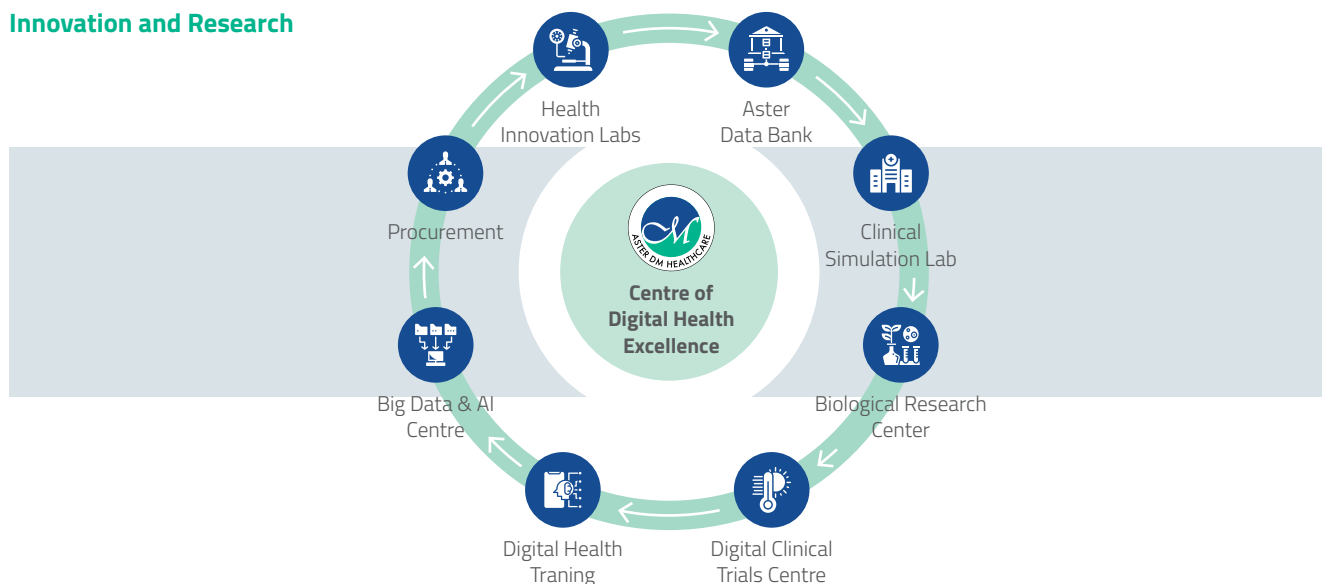 Innovation and Research
Health
Innovation Labs
Aster
Data Bank
Procurement
Clinical
Simulation Lab
M
ASTER DM HEALTHCARE
Centre of
Digital Health
Excellence
Big Data & AI
Centre
Biological Research
Center
Digital Health
Traning
Digital Clinical
Trials Centre